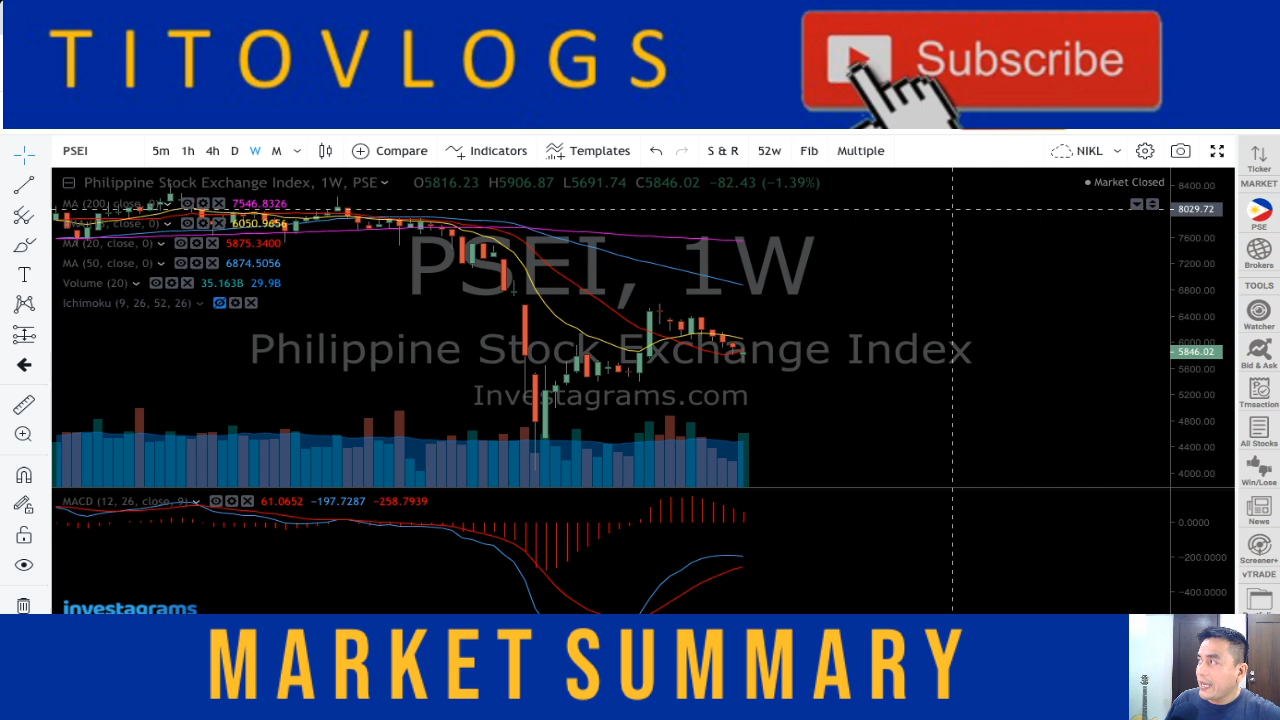 TITOVLOGS
Subscribe
PSEI 5m 1h 4h D W M Compare Indicators Templates S & R 52w Fib Multiple NIKL
Ticker
Philippine Stock Exchange Index, 1W, PSE O5816.23 H5906.87 L5691.74 C5846.02 −82.43 (−1.39%) Market Closed
MARKET
8400.00
MA (200, close, 0) 7546.8326
8029.72
6050.9656
PSE
MA (20, close, 0) 5875.3400
7600.00
MA (50, close, 0) 6874.5056
7200.00
Brokers
Volume (20) 35.163B 29.9B
TOOLS
6800.00
Ichimoku (9, 26, 52, 26)
PSEI, 1W
6400.00
Watcher
6000.00
Philippine Stock Exchange Index
5846.02
Bid & Ask
5600.00
Investagrams.com
5200.00
Trnsaction
4800.00
4400.00
All Stocks
4000.00
Win/Lose
MACD (12, 26, close, 9) 61.0652 −197.7287 −258.7939
News
0.0000
−200.0000
Screener+
vTRADE
−400.0000
investagrams
MARKET SUMMARY